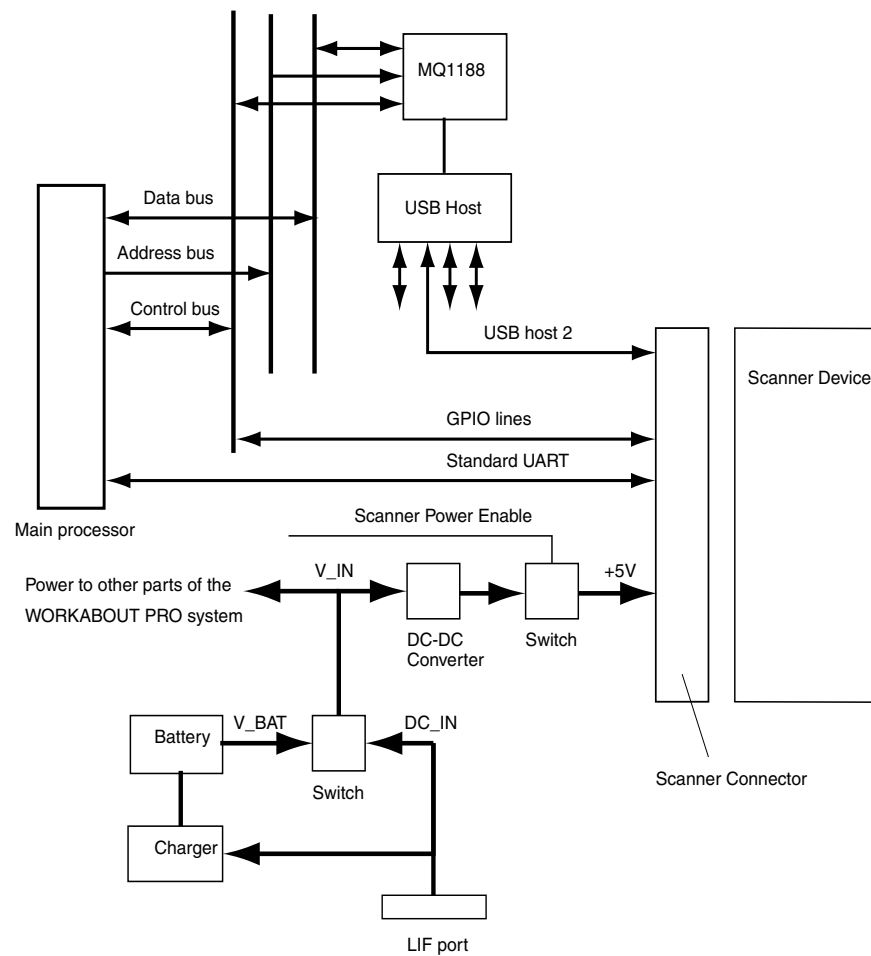 MQ1188
USB Host
Data bus
Address bus
Control bus
USB host 2
Scanner Device
GPIO lines
Standard UART
Main processor
Scanner Power Enable
Power to other parts of the
WORKABOUT PRO system
V_IN
+5V
DC-DC
Converter
Switch
Battery
V_BAT
DC_IN
Switch
Scanner Connector
Charger
LIF port